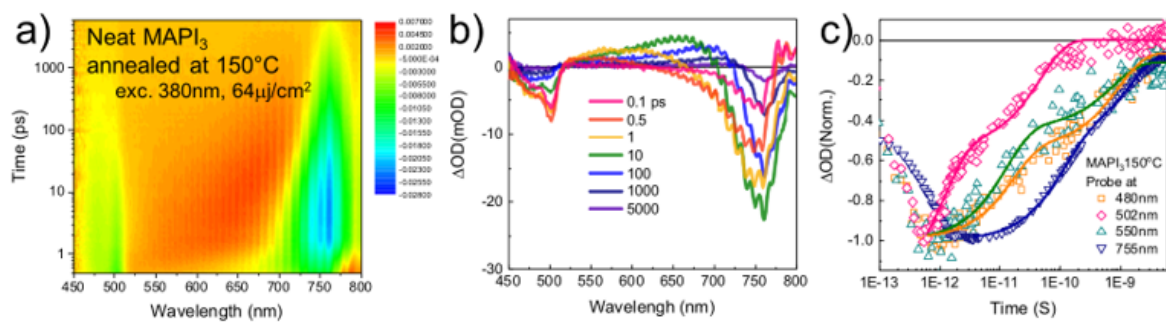 a)
Neat MAPI3
annealed at 150°C
exc. 380nm, 64μj/cm²
Time (ps)
1000
100
10
1
450 500 550 600 650 700 750 800
Wavelength (nm)
0.007000
0.004500
0.002000
-5.000E-04
-0.003000
-0.005500
-0.008000
-0.01050
-0.01300
-0.01550
-0.01800
-0.02050
-0.02300
-0.02550
-0.02800
b)
ΔOD(mOD)
0
-10
-20
-30
0.1 ps
0.5
1
10
100
1000
5000
450 500 550 600 650 700 750 800
Wavelengh (nm)
c)
ΔOD(Norm.)
0.0
-0.2
-0.4
-0.6
-0.8
-1.0
MAPI3150°C
Probe at
480nm
502nm
550nm
755nm
1E-13 1E-12 1E-11 1E-10 1E-9
Time (S)